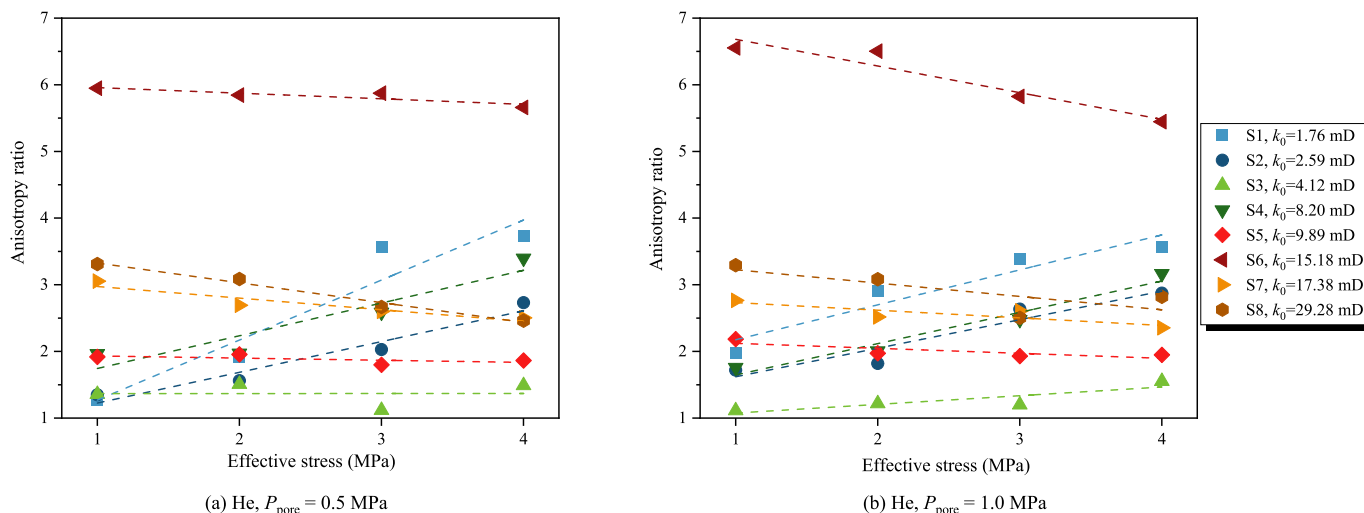 7
6
5
4
3
2
1
Anisotropy ratio
1 2 3 4
Effective stress (MPa)
(a) He, Ppore = 0.5 MPa
7
6
5
4
3
2
1
Anisotropy ratio
1 2 3 4
Effective stress (MPa)
(b) He, Ppore = 1.0 MPa
S1, k0=1.76 mD
S2, k0=2.59 mD
S3, k0=4.12 mD
S4, k0=8.20 mD
S5, k0=9.89 mD
S6, k0=15.18 mD
S7, k0=17.38 mD
S8, k0=29.28 mD